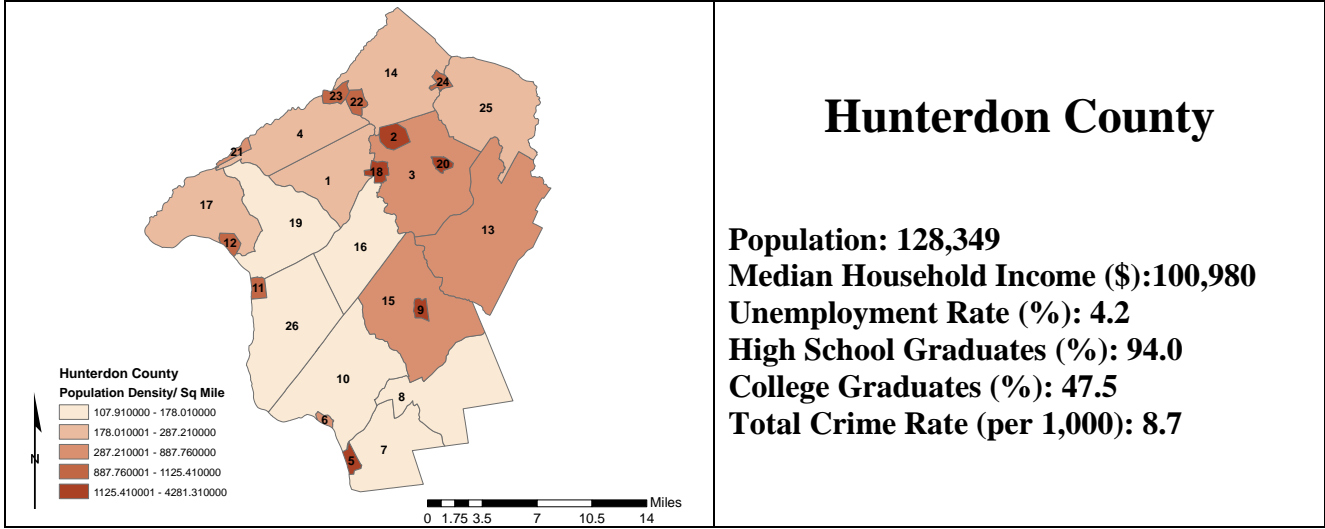 14
24
23
22
25
4
2
21
20
18
3
1
17
19
13
12
16
11
15
9
26
10
8
6
7
5
Hunterdon County
Population Density/ Sq Mile
107.910000 - 178.010000
178.010001 - 287.210000
287.210001 - 887.760000
887.760001 - 1125.410000
1125.410001 - 4281.310000
N
Miles
0 1.75 3.5 7 10.5 14
Hunterdon County
Population: 128,349
Median Household Income ($):100,980
Unemployment Rate (%): 4.2
High School Graduates (%): 94.0
College Graduates (%): 47.5
Total Crime Rate (per 1,000): 8.7